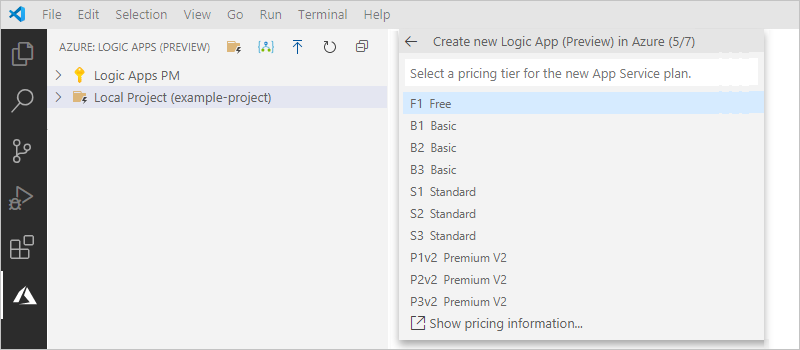 File Edit Selection View Go Run Terminal Help
AZURE: LOGIC APPS (PREVIEW)
Logic Apps PM
Local Project (example-project)
Create new Logic App (Preview) in Azure (5/7)
Select a pricing tier for the new App Service plan.
F1 Free
B1 Basic
B2 Basic
B3 Basic
S1 Standard
S2 Standard
S3 Standard
P1v2 Premium V2
P2v2 Premium V2
P3v2 Premium V2
Show pricing information...